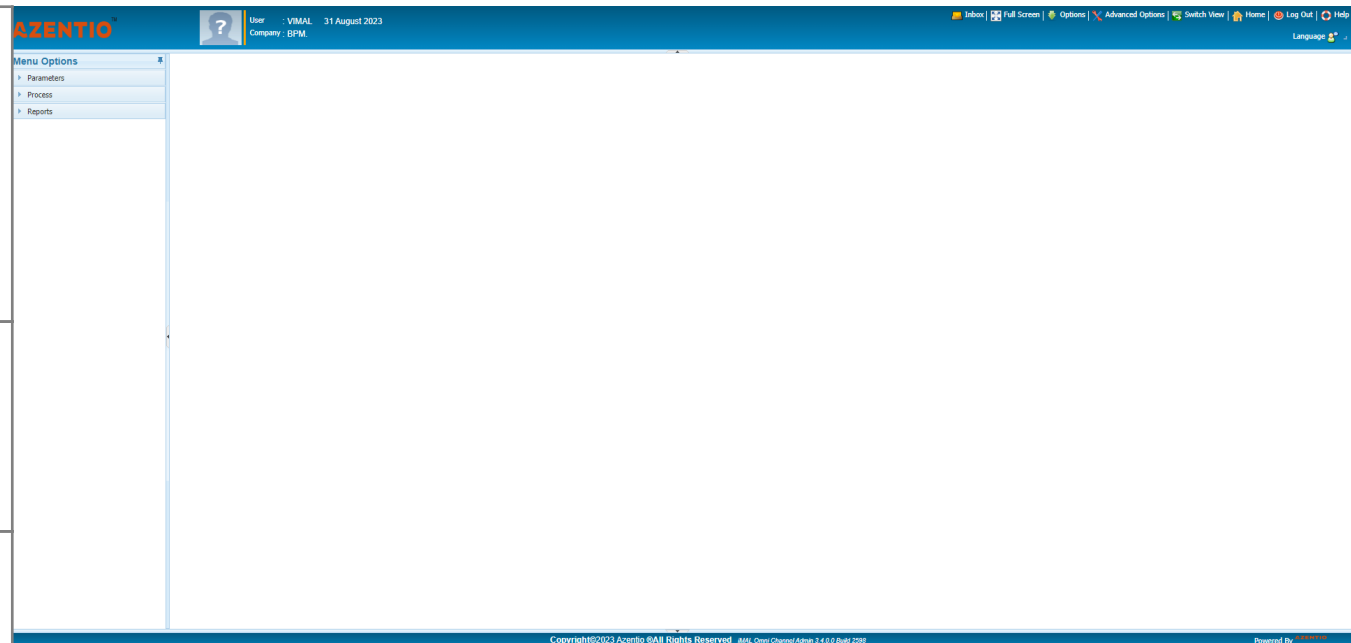 AZENTIO™
User : VIMAL 31 August 2023
Company : BPM.
Inbox | Full Screen | Options | Advanced Options | Switch View | Home | Log Out | Help
Language
Menu Options
Parameters
Process
Reports
Copyright©2023 Azentio ®All Rights Reserved iMAL Omni Channel Admin 3.4.0.0 Build 2598
Powered By AZENTIO